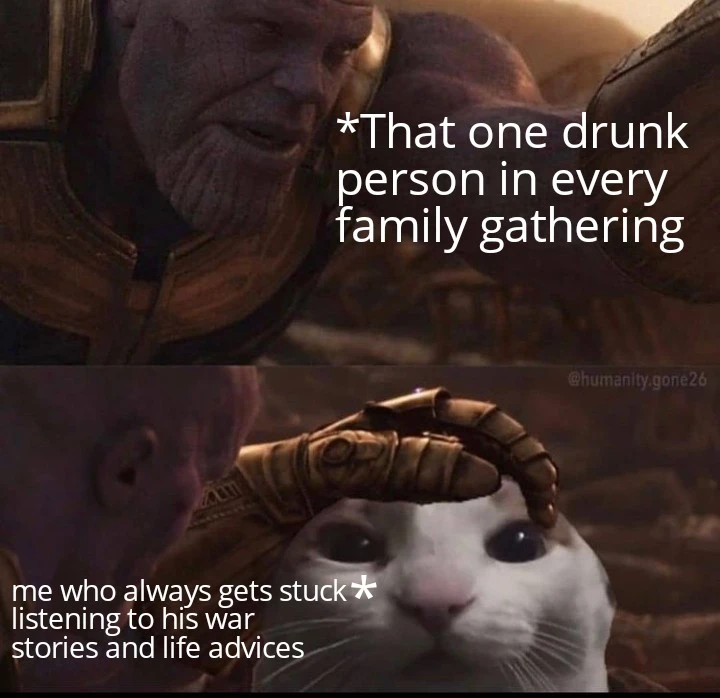 *That one drunk
person in every
family gathering
@humanity.gone26
me who always gets stuck*
listening to his war
stories and life advices